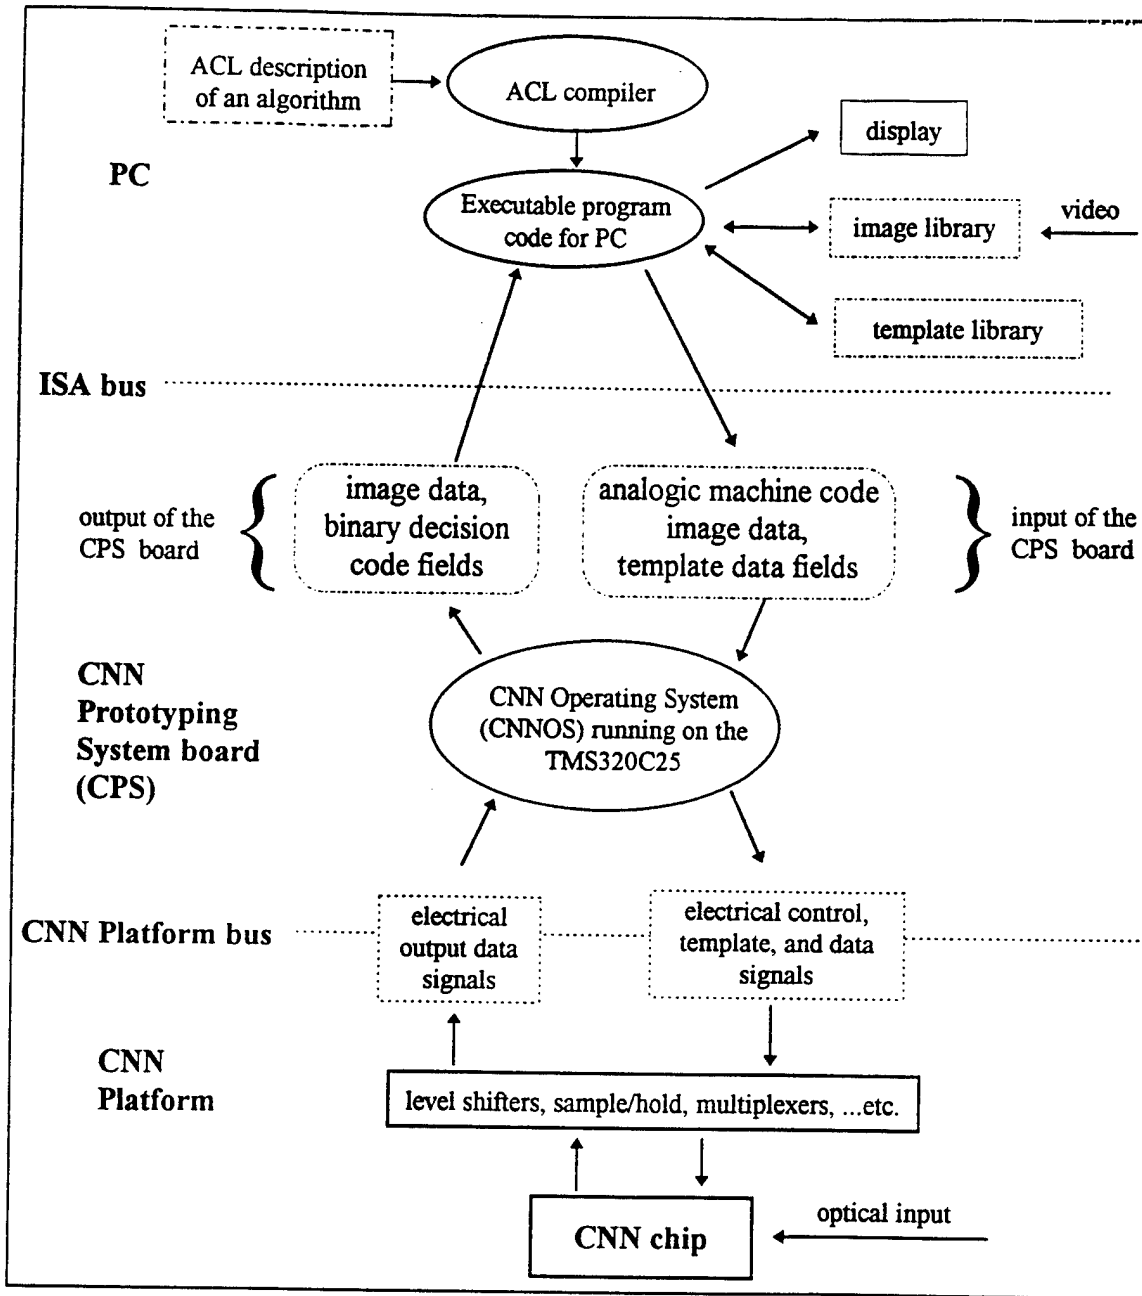 ACL description
of an algorithm
ACL compiler
display
PC
Executable program
code for PC
image library
video
template library
ISA bus
output of the
CPS board
image data,
binary decision
code fields
analogic machine code
image data,
template data fields
input of the
CPS board
CNN
Prototyping
System board
(CPS)
CNN Operating System
(CNNOS) running on the
TMS320C25
CNN Platform bus
electrical
output data
signals
electrical control,
template, and data
signals
CNN
Platform
level shifters, sample/hold, multiplexers, ...etc.
CNN chip
optical input